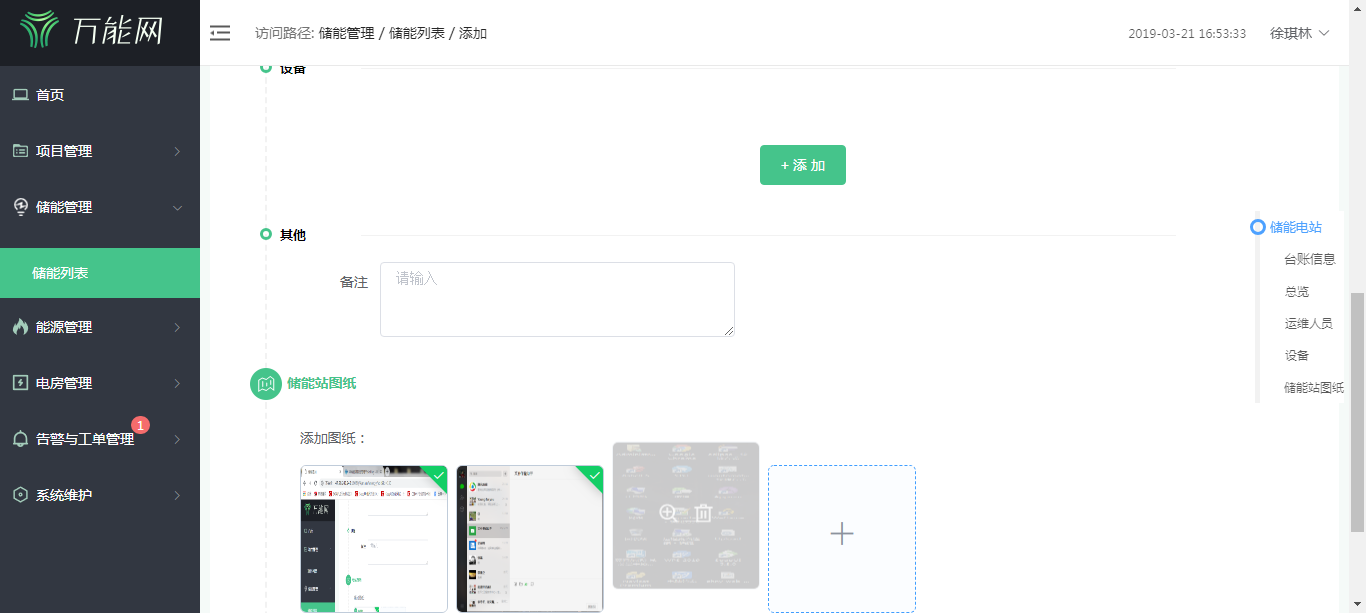 万能网
访问路径: 储能管理 / 储能列表 / 添加
2019-03-21 16:53:33
徐琪林
首页
项目管理
储能管理
储能列表
能源管理
电房管理
告警与工单管理
1
系统维护
设备
+ 添 加
其他
备注
请输入
储能站图纸
添加图纸：
储能电站
台账信息
总览
运维人员
设备
储能站图纸